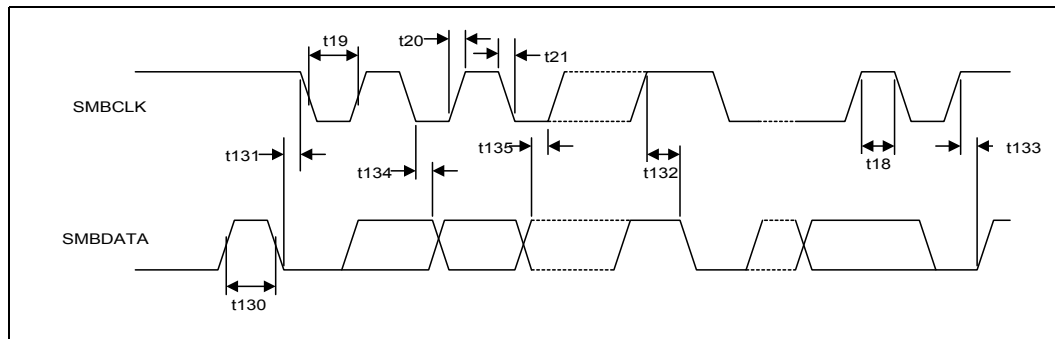 t19
t20
t21
SMBCLK
t131
t134
t135
t132
t18
t133
SMBDATA
t130